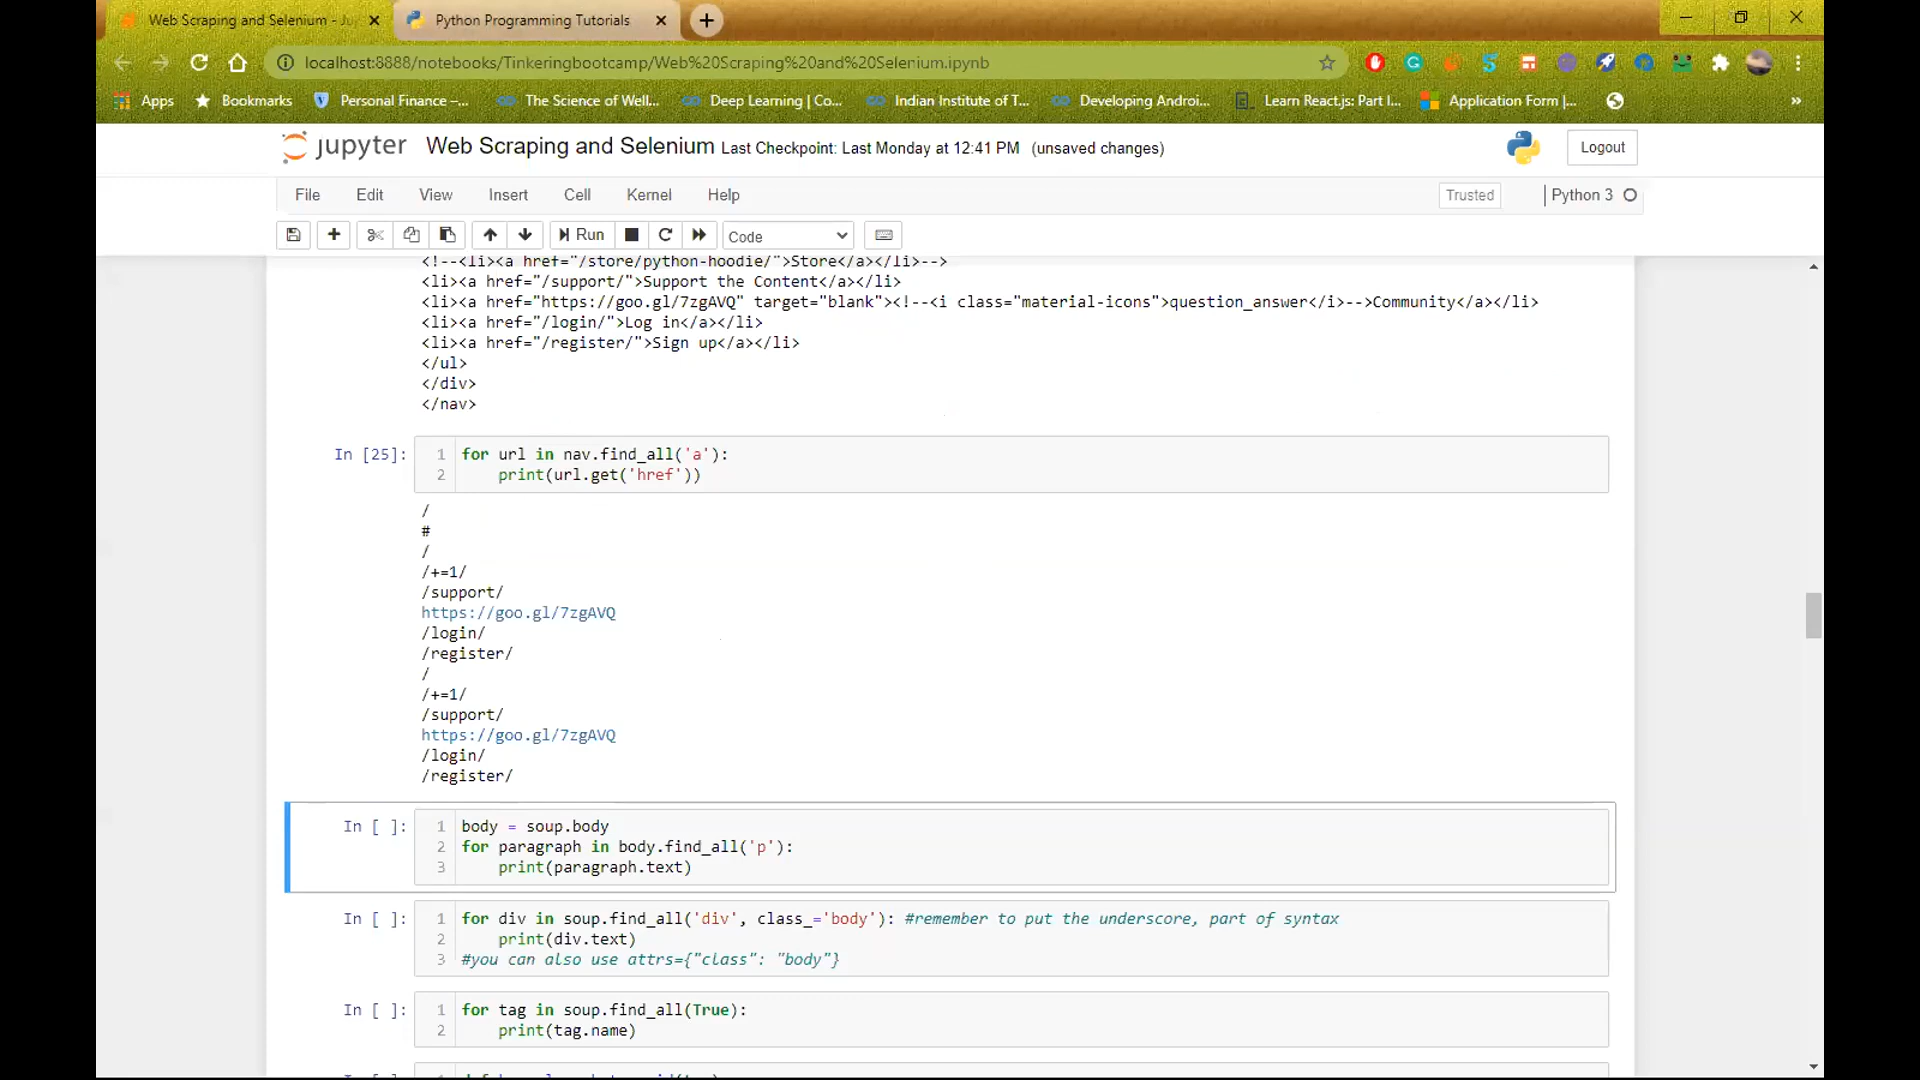 Web Scraping and Selenium - Ju
Python Programming Tutorials
localhost:8888/notebooks/Tinkeringbootcamp/Web%20Scraping%20and%20Selenium.ipynb
Apps Bookmarks Personal Finance -... The Science of Well... Deep Learning | Co... Indian Institute of T... Developing Androi... Learn React.js: Part I... Application Form |... »
jupyter Web Scraping and Selenium Last Checkpoint: Last Monday at 12:41 PM (unsaved changes) Logout
File Edit View Insert Cell Kernel Help Trusted Python 3
Run Code
<!--<li><a href="/store/python-hoodie/">Store</a></li>-->
<li><a href="/support/">Support the Content</a></li>
<li><a href="https://goo.gl/7zgAVQ" target="blank"><!--<i class="material-icons">question_answer</i>-->Community</a></li>
<li><a href="/login/">Log in</a></li>
<li><a href="/register/">Sign up</a></li>
</ul>
</div>
</nav>
In [25]: 1 for url in nav.find_all('a'):
2 print(url.get('href'))
/
#
/
/+=1/
/support/
https://goo.gl/7zgAVQ
/login/
/register/
/
/+=1/
/support/
https://goo.gl/7zgAVQ
/login/
/register/
In [ ]: 1 body = soup.body
2 for paragraph in body.find_all('p'):
3 print(paragraph.text)
In [ ]: 1 for div in soup.find_all('div', class_='body'): #remember to put the underscore, part of syntax
2 print(div.text)
3 #you can also use attrs={"class": "body"}
In [ ]: 1 for tag in soup.find_all(True):
2 print(tag.name)